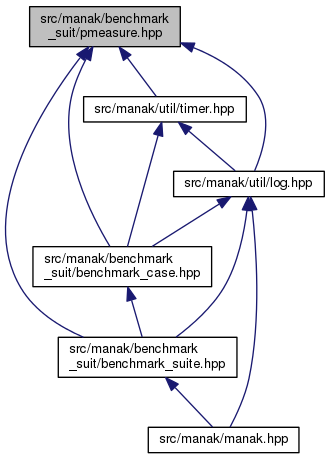 src/manak/benchmark
_suit/pmeasure.hpp
src/manak/util/timer.hpp
src/manak/util/log.hpp
src/manak/benchmark
_suit/benchmark_case.hpp
src/manak/benchmark
_suit/benchmark_suite.hpp
src/manak/manak.hpp